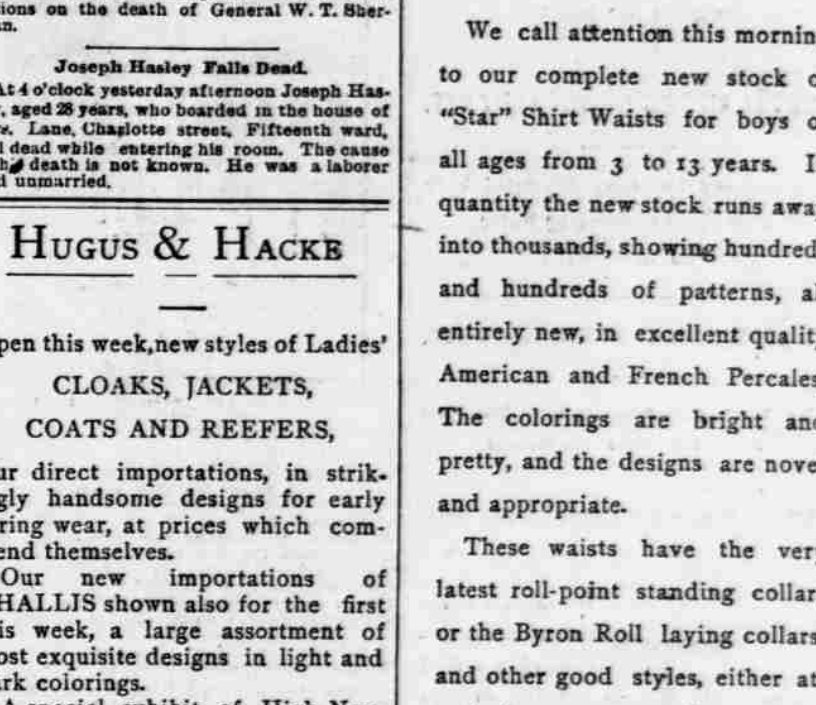 ions on the death of General W. T. Sher-
an.
Joseph Hasley Falls Dead.
At 4 o'clock yesterday afternoon Joseph Has-
, aged 28 years, who boarded in the house of
s. Lane, Charlotte street, Fifteenth ward,
l dead while entering his room. The cause
death is not known. He was a laborer
d unmarried.
HUGUS & HACKE
pen this week, new styles of Ladies'
CLOAKS, JACKETS,
COATS AND REEFERS,
ur direct importations, in strik-
gly handsome designs for early
ring wear, at prices which com-
end themselves.
Our new importations of
HALLIS shown also for the first
is week, a large assortment of
ost exquisite designs in light and
rk colorings.
We call attention this mornin
to our complete new stock o
"Star" Shirt Waists for boys o
all ages from 3 to 13 years. I
quantity the new stock runs awa
into thousands, showing hundred
and hundreds of patterns, al
entirely new, in excellent quality
American and French Percales
The colorings are bright and
pretty, and the designs are nove
and appropriate.
These waists have the very
latest roll-point standing collar
or the Byron Roll laying collars
and other good styles, either at